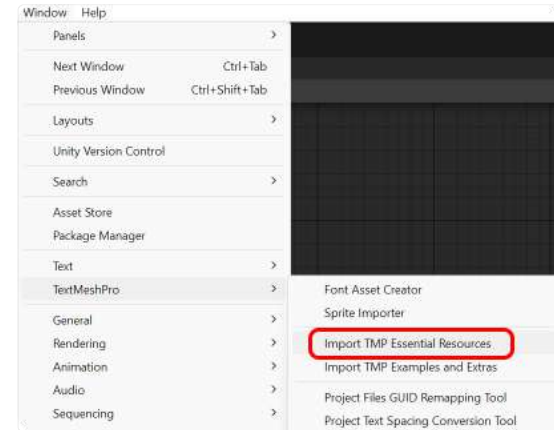 Window Help
Panels
Next Window Ctrl+Tab
Previous Window Ctrl+Shift+Tab
Layouts
Unity Version Control
Search
Asset Store
Package Manager
Text
TextMeshPro
General
Rendering
Animation
Audio
Sequencing
Font Asset Creator
Sprite Importer
Import TMP Essential Resources
Import TMP Examples and Extras
Project Files GUID Remapping Tool
Project Text Spacing Conversion Tool